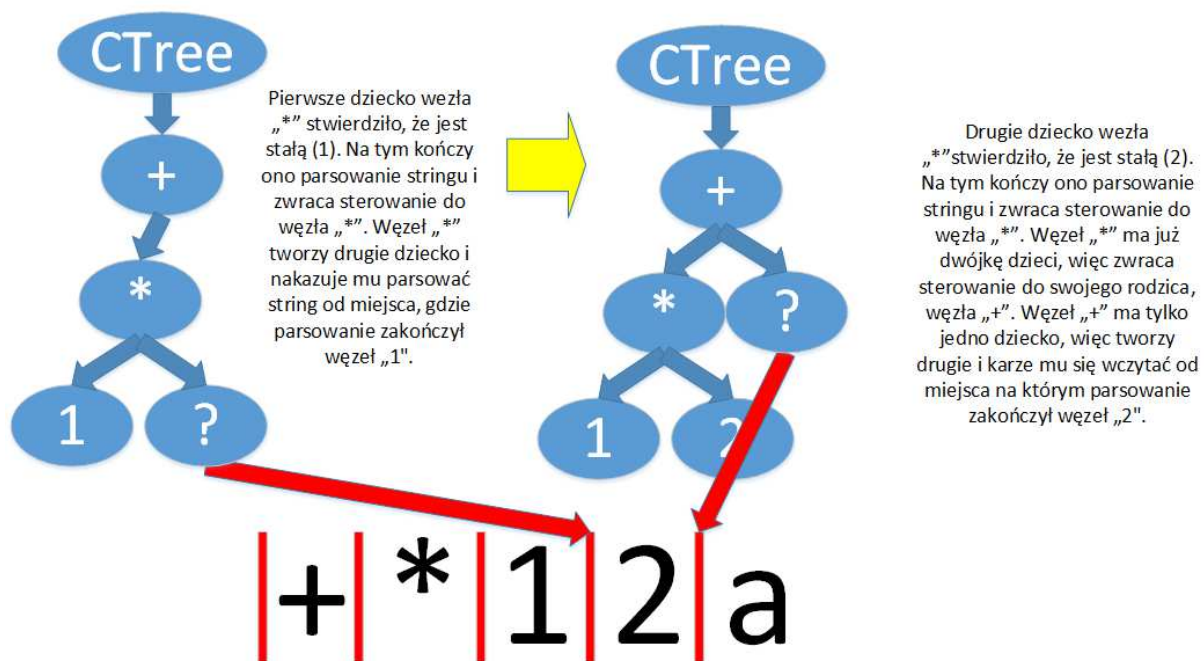 CTree
+
*
1
?
Pierwsze dziecko wezła
„*” stwierdziło, że jest
stałą (1). Na tym kończy
ono parsowanie stringu i
zwraca sterowanie do
węzła „*”. Węzeł „*”
tworzy drugie dziecko i
nakazuje mu parsować
string od miejsca, gdzie
parsowanie zakończył
węzeł „1".
CTree
+
*
?
1
2
Drugie dziecko wezła
„*”stwierdziło, że jest stałą (2).
Na tym kończy ono parsowanie
stringu i zwraca sterowanie do
węzła „*”. Węzeł „*” ma już
dwójkę dzieci, więc zwraca
sterowanie do swojego rodzica,
węzła „+”. Węzeł „+” ma tylko
jedno dziecko, więc tworzy
drugie i karze mu się wczytać od
miejsca na którym parsowanie
zakończył węzeł „2".
+ * 1 2 a